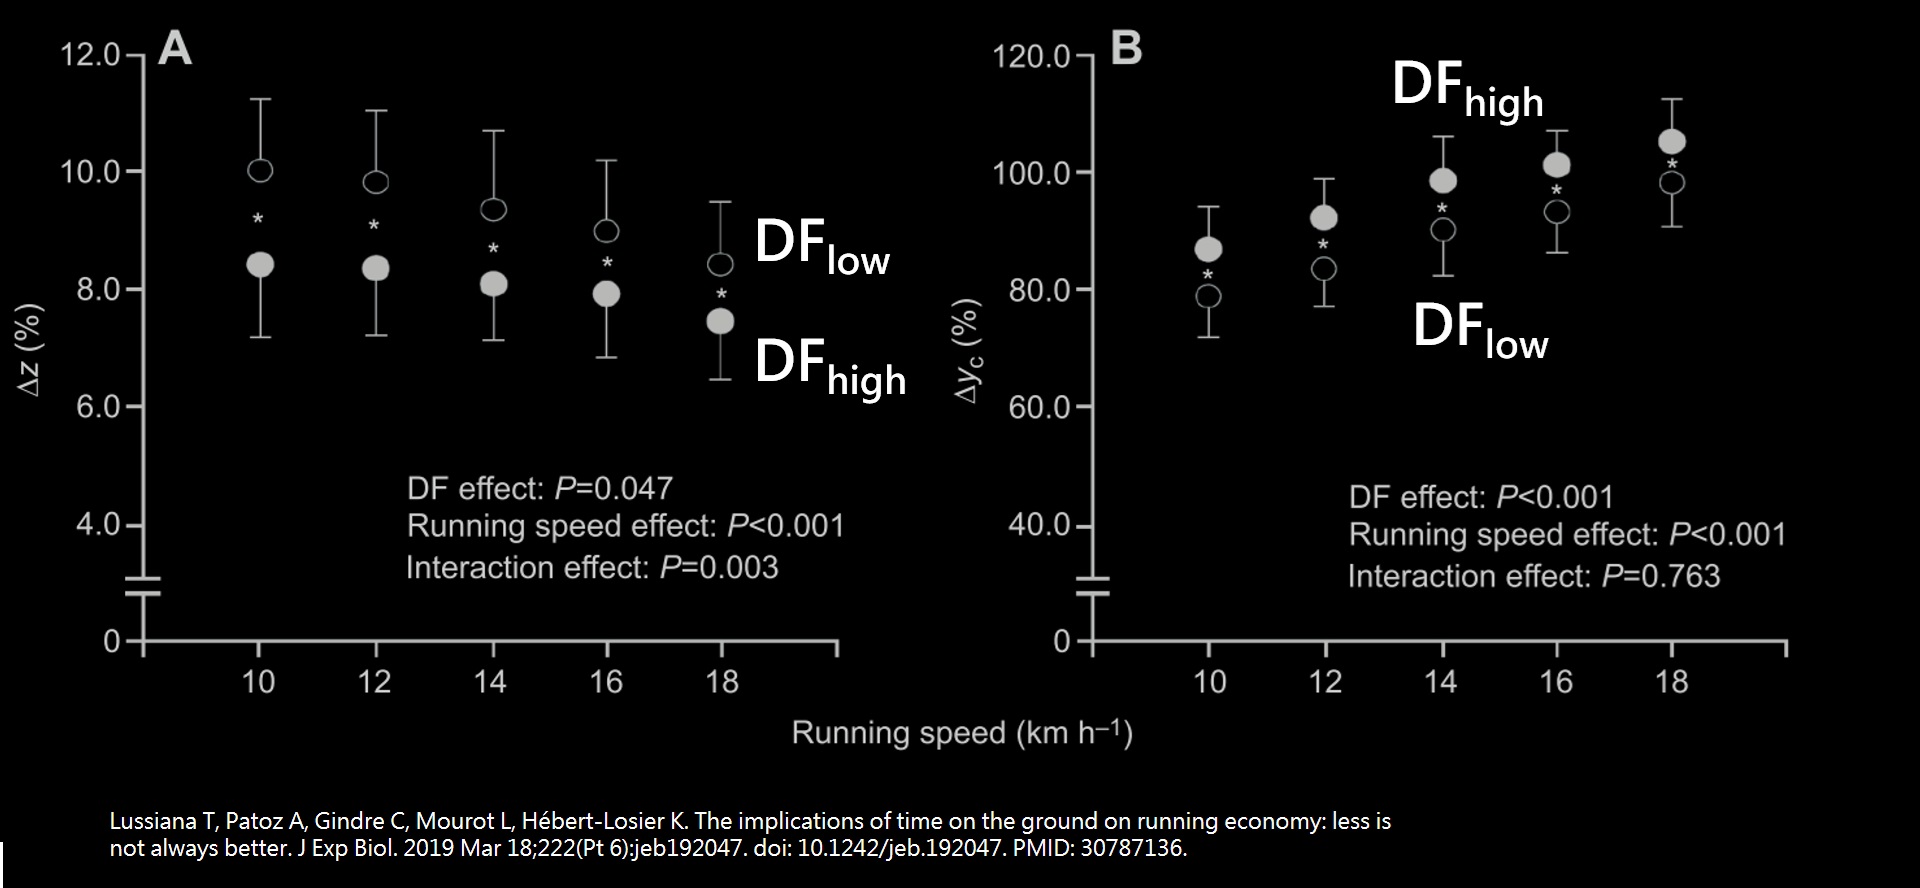 A
12.0
10.0
8.0
6.0
4.0
0
Δz (%)
*
*
*
*
*
DFlow
DFhigh
DF effect: P=0.047
Running speed effect: P<0.001
Interaction effect: P=0.003
10 12 14 16 18
B
120.0
100.0
80.0
60.0
40.0
0
Δyc (%)
DFhigh
*
*
*
*
*
DFlow
DF effect: P<0.001
Running speed effect: P<0.001
Interaction effect: P=0.763
10 12 14 16 18
Running speed (km h–1)
Lussiana T, Patoz A, Gindre C, Mourot L, Hébert-Losier K. The implications of time on the ground on running economy: less is
not always better. J Exp Biol. 2019 Mar 18;222(Pt 6):jeb192047. doi: 10.1242/jeb.192047. PMID: 30787136.